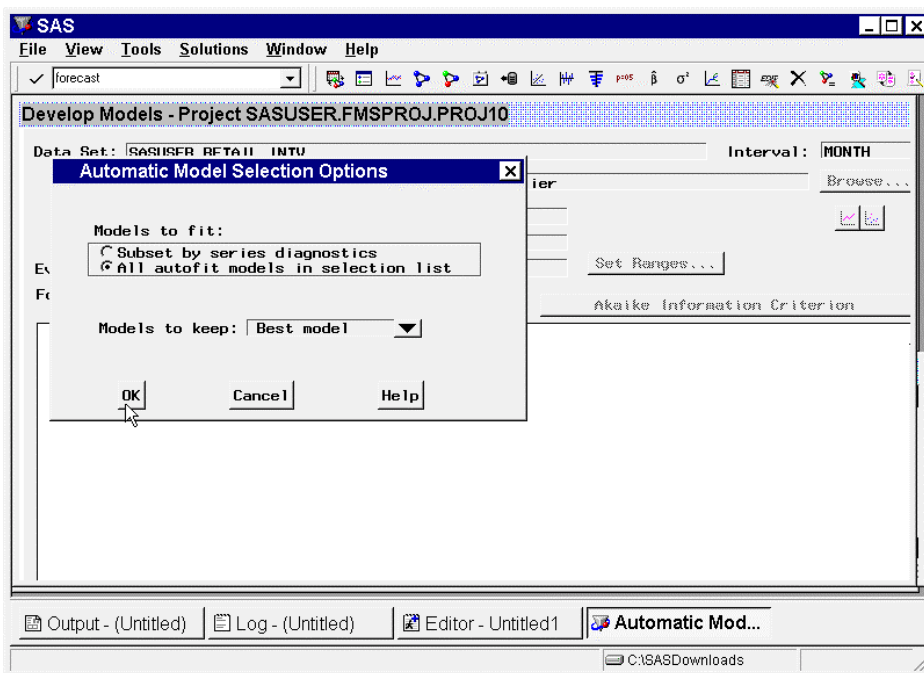 SAS
File View Tools Solutions Window Help
forecast
Develop Models - Project SASUSER.FMSPROJ.PROJ10
Data Set: SASUSER.RETAIL_INTV Interval: MONTH
Automatic Model Selection Options
ier Browse...
Models to fit:
Subset by series diagnostics
All autofit models in selection list
Ev Set Ranges...
Fo Akaike Information Criterion
Models to keep: Best model
OK Cancel Help
Output - (Untitled) Log - (Untitled) Editor - Untitled1 Automatic Mod...
C:\SASDownloads